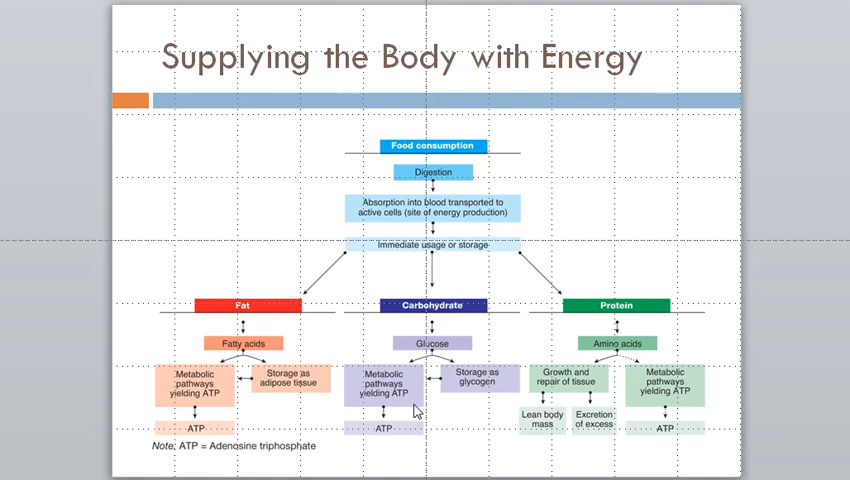 Supplying the Body with Energy
Food consumption
Digestion
Absorption into blood transported to
active cells (site of energy production)
Immediate usage or storage
Fat
Carbohydrate
Protein
Fatty acids
Glucose
Amino acids
Metabolic
pathways
yielding ATP
Storage as
adipose tissue
Metabolic
pathways
yielding ATP
Storage as
glycogen
Growth and
repair of tissue
Metabolic
pathways
yielding ATP
ATP
ATP
Lean body
mass
Excretion
of excess
ATP
Note: ATP = Adenosine triphosphate